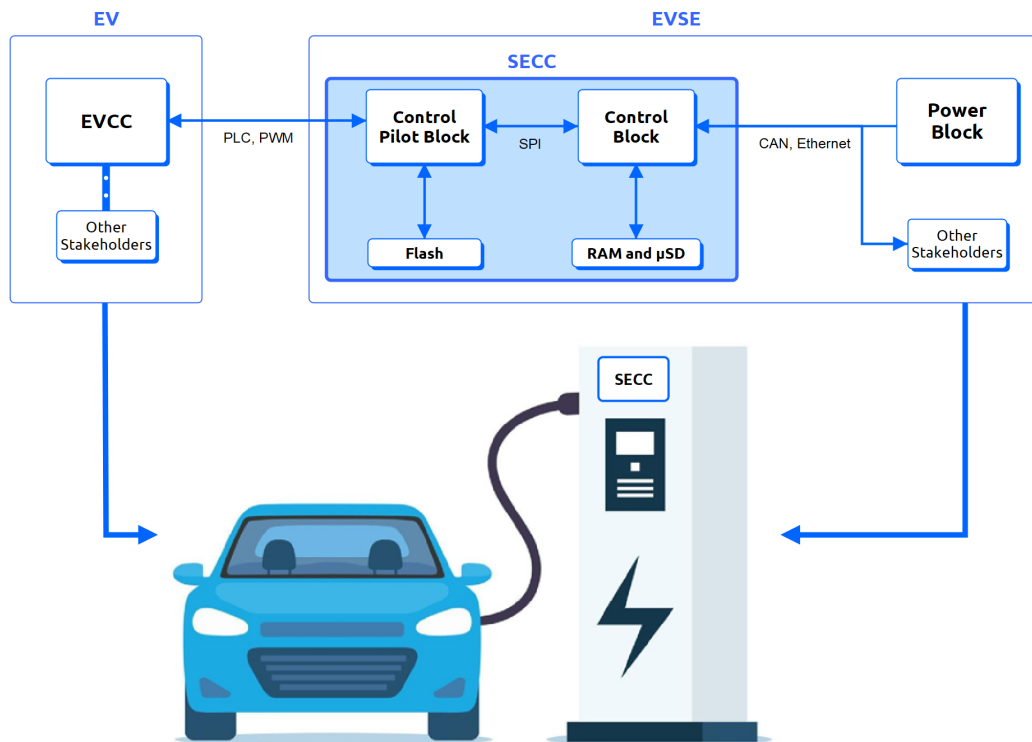 EV
EVSE
SECC
EVCC
Control
Pilot Block
Control
Block
Power
Block
PLC, PWM
SPI
CAN, Ethernet
Other
Stakeholders
Flash
RAM and µSD
Other
Stakeholders
SECC